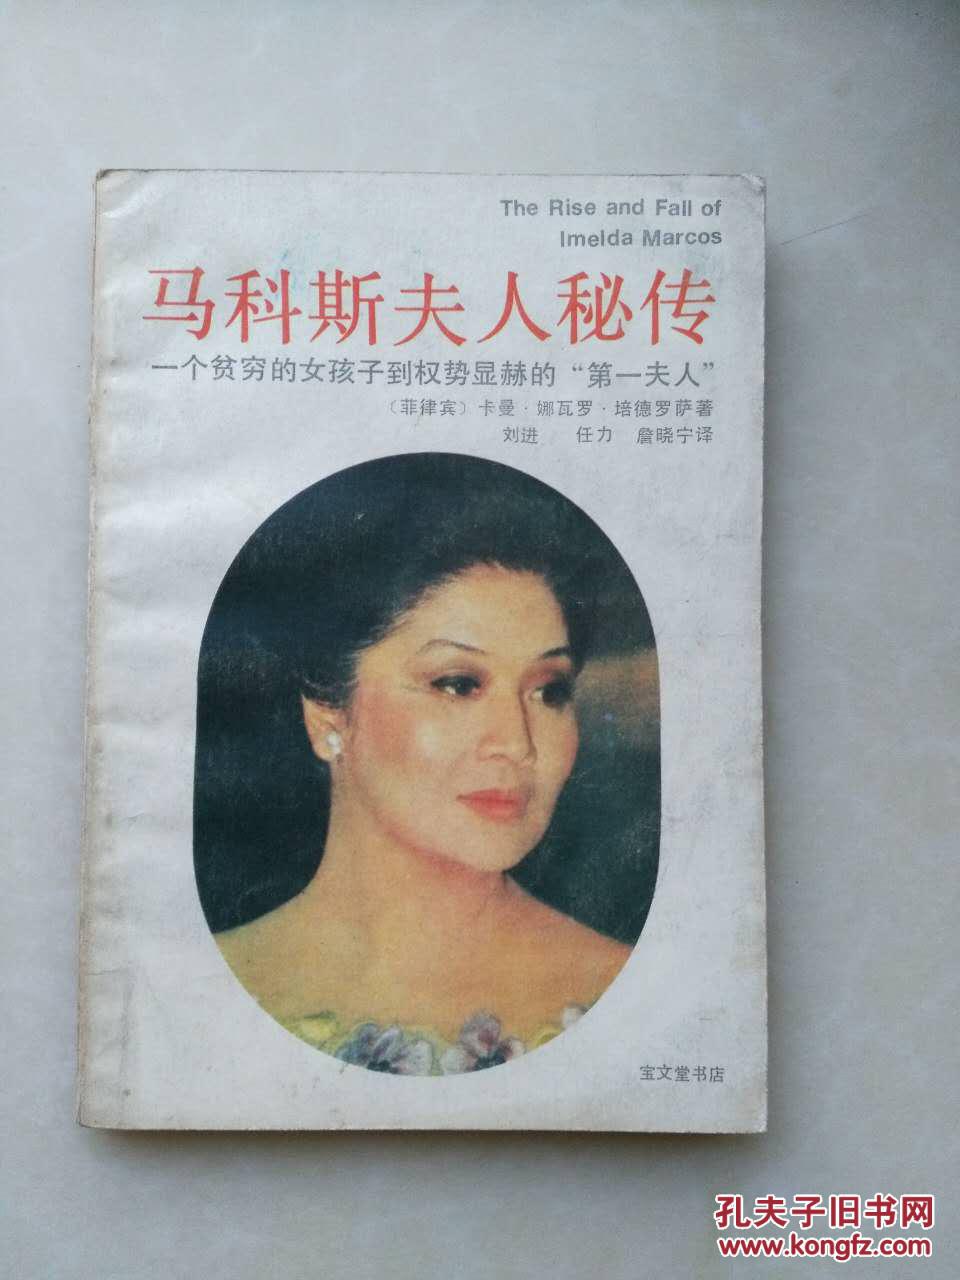 The Rise and Fall of
Imelda Marcos
马科斯夫人秘传
一个贫穷的女孩子到权势显赫的“第一夫人”
（菲律宾）卡曼·娜瓦罗·培德罗萨著
刘进 任力 詹晓宁译
宝文堂书店
孔夫子旧书网
www.kongfz.com